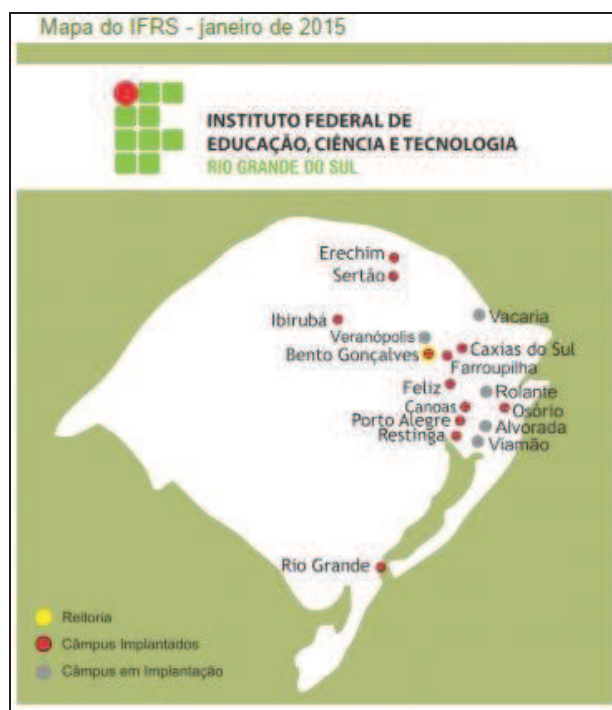 Mapa do IFRS - janeiro de 2015
INSTITUTO FEDERAL DE
EDUCAÇÃO, CIÊNCIA E TECNOLOGIA
RIO GRANDE DO SUL
Erechim
Sertão
Ibirubá
Vacaria
Veranópolis
Bento Gonçalves
Caxias do Sul
Farroupilha
Feliz
Rolante
Canoas
Osório
Porto Alegre
Alvorada
Restinga
Viamão
Rio Grande
Reitoria
Câmpus Implantados
Câmpus em Implantação